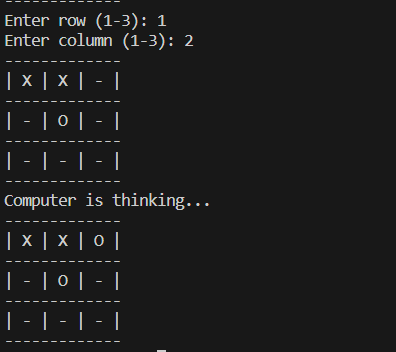 -------------
Enter row (1-3): 1
Enter column (1-3): 2
-------------
| X | X | - |
-------------
| - | O | - |
-------------
| - | - | - |
-------------
Computer is thinking...
-------------
| X | X | O |
-------------
| - | O | - |
-------------
| - | - | - |
-------------